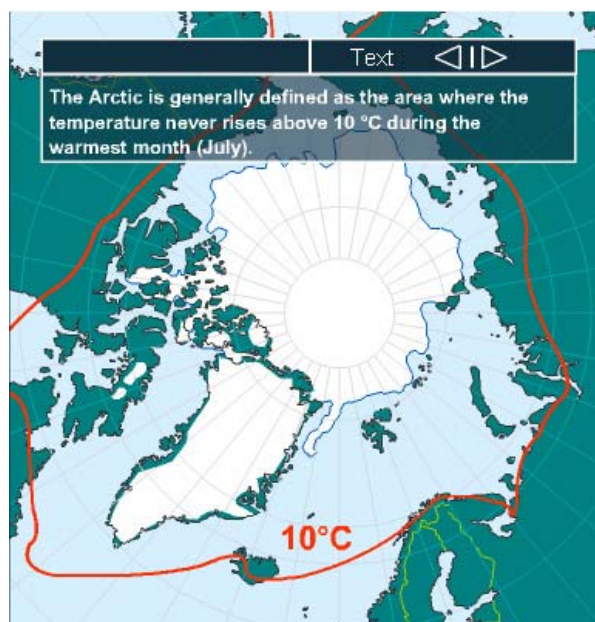 Text
The Arctic is generally defined as the area where the
temperature never rises above 10 °C during the
warmest month (July).
10°C